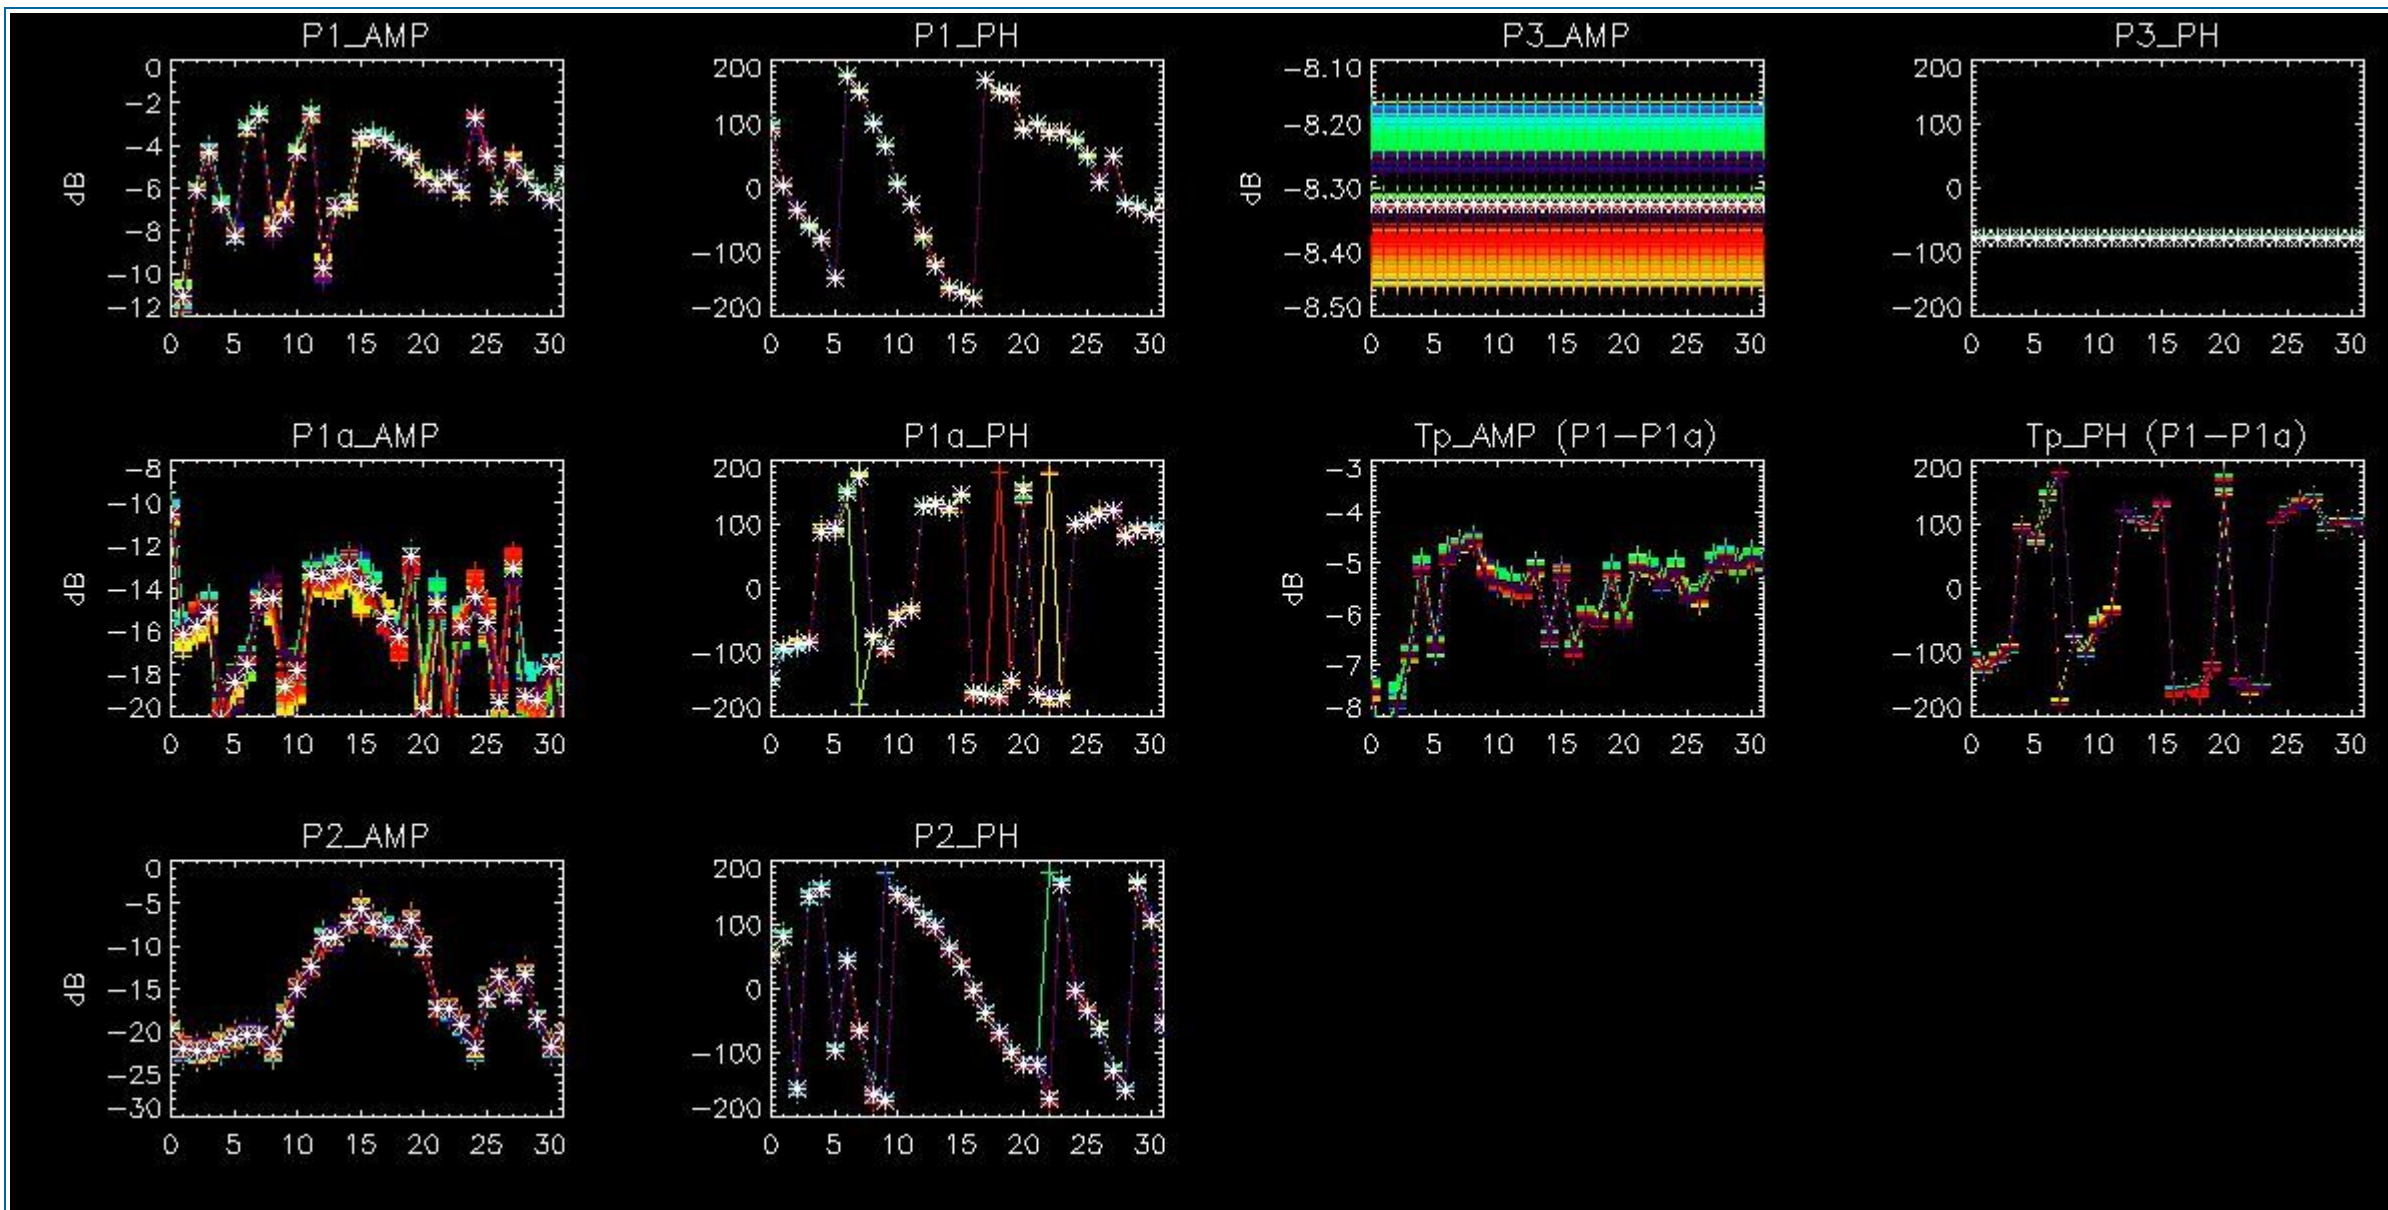 P1_AMP
dB
0
−2
−4
−6
−8
−10
−12
0 5 10 15 20 25 30
P1_PH
200
100
0
−100
−200
0 5 10 15 20 25 30
P3_AMP
dB
−8.10
−8.20
−8.30
−8.40
−8.50
0 5 10 15 20 25 30
P3_PH
200
100
0
−100
−200
0 5 10 15 20 25 30
P1a_AMP
dB
−8
−10
−12
−14
−16
−18
−20
0 5 10 15 20 25 30
P1a_PH
200
100
0
−100
−200
0 5 10 15 20 25 30
Tp_AMP (P1−P1a)
dB
−3
−4
−5
−6
−7
−8
0 5 10 15 20 25 30
Tp_PH (P1−P1a)
200
100
0
−100
−200
0 5 10 15 20 25 30
P2_AMP
dB
0
−5
−10
−15
−20
−25
−30
0 5 10 15 20 25 30
P2_PH
200
100
0
−100
−200
0 5 10 15 20 25 30